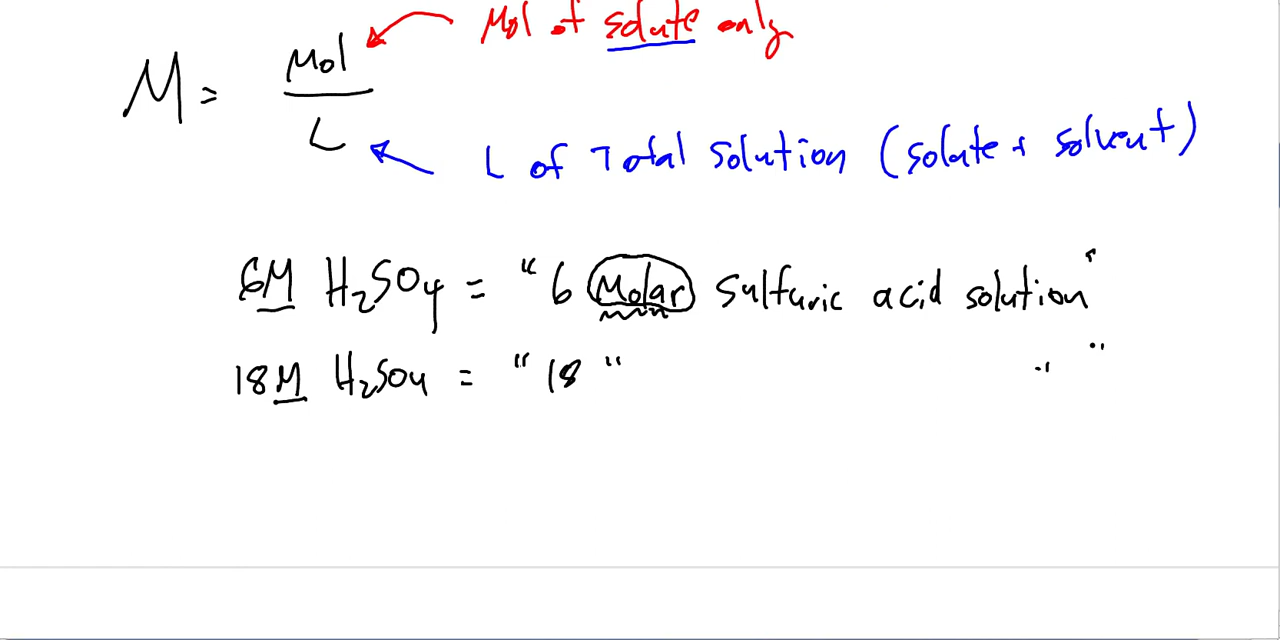 Mol of solute only
M = Mol / L
L of Total solution (solute + solvent)
6M H₂SO₄ = "6 Molar sulfuric acid solution"
18M H₂SO₄ = "18 " " "